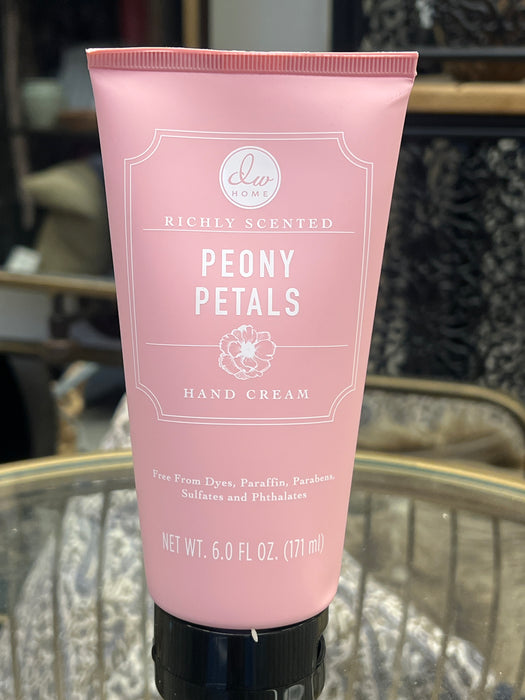 dw
HOME
RICHLY SCENTED
PEONY
PETALS
HAND CREAM
Free From Dyes, Paraffin, Parabens,
Sulfates and Phthalates
NET WT. 6.0 FL OZ. (171 ml)